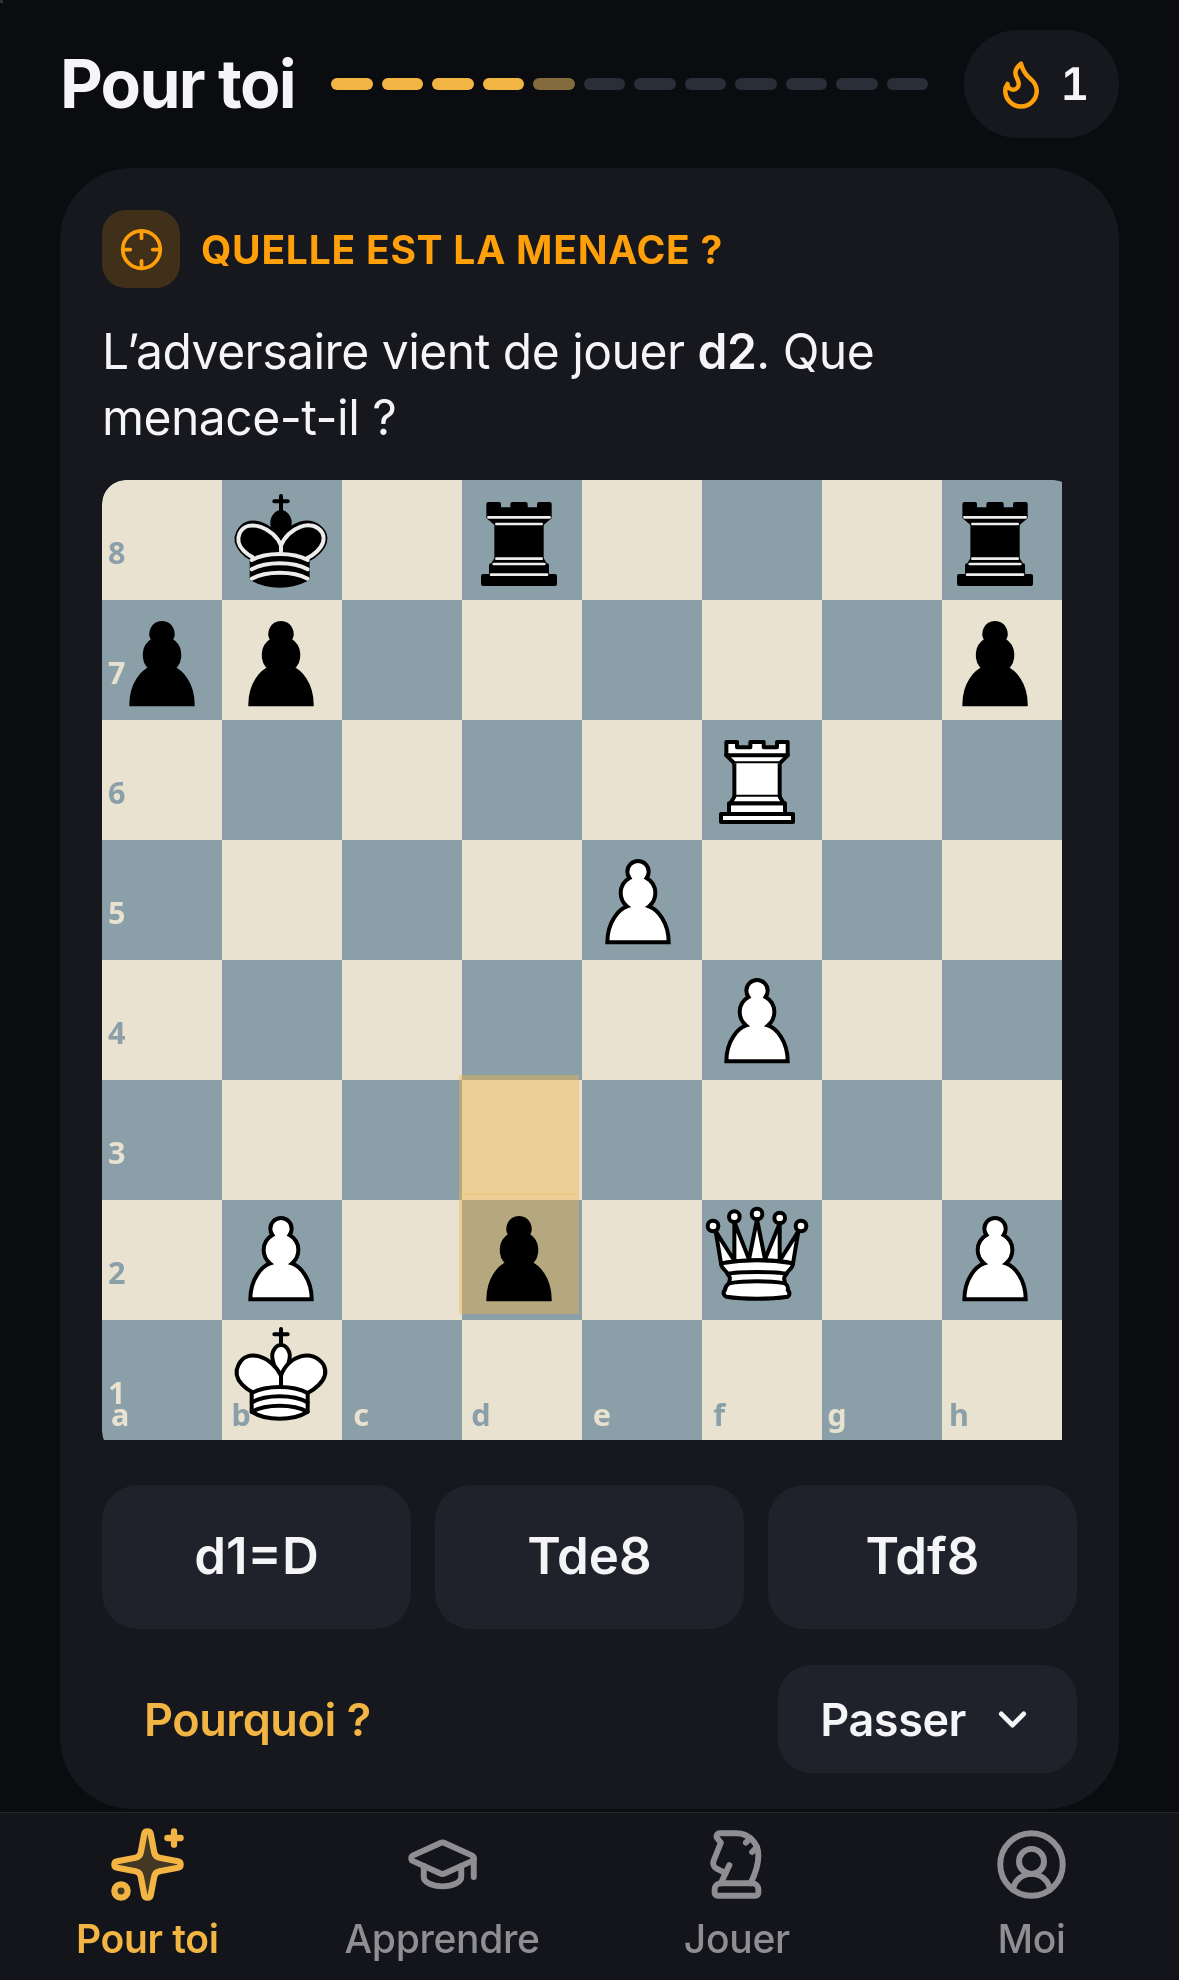 Pour toi
1
QUELLE EST LA MENACE ?
L’adversaire vient de jouer d2. Que
menace-t-il ?
8
7
6
5
4
3
2
1
a b c d e f g h
d1=D Tde8 Tdf8
Pourquoi ? Passer
Pour toi Apprendre Jouer Moi